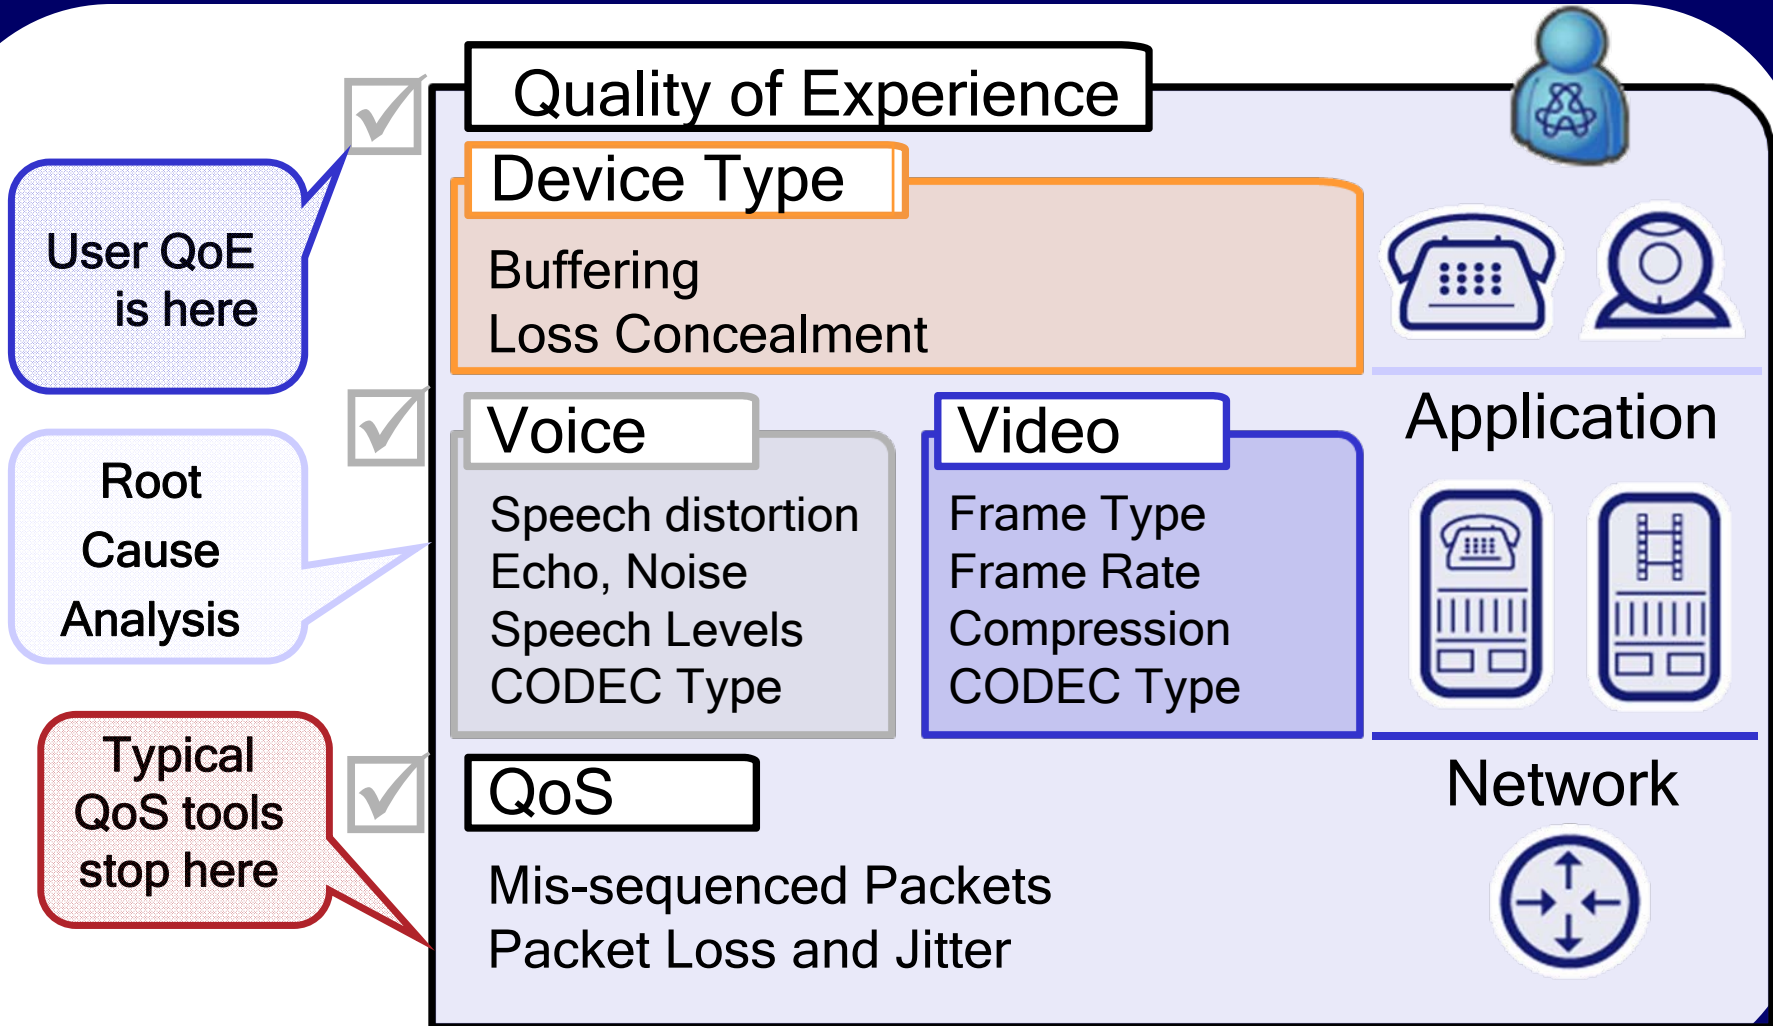 Quality of Experience
Device Type
Buffering
Loss Concealment
User QoE
is here
Voice
Speech distortion
Echo, Noise
Speech Levels
CODEC Type
Video
Frame Type
Frame Rate
Compression
CODEC Type
Application
Root
Cause
Analysis
Typical
QoS tools
stop here
QoS
Mis-sequenced Packets
Packet Loss and Jitter
Network